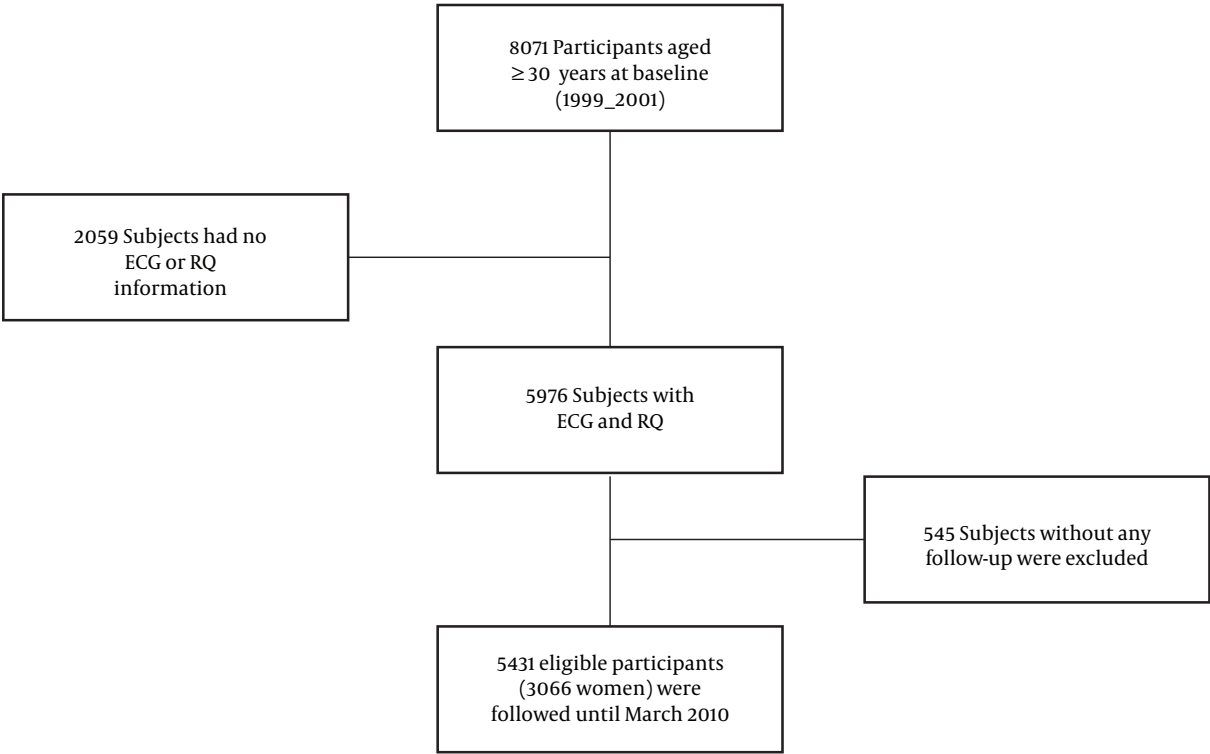 8071 Participants aged
≥ 30 years at baseline
(1999_2001)
2059 Subjects had no
ECG or RQ
information
5976 Subjects with
ECG and RQ
545 Subjects without any
follow-up were excluded
5431 eligible participants
(3066 women) were
followed until March 2010